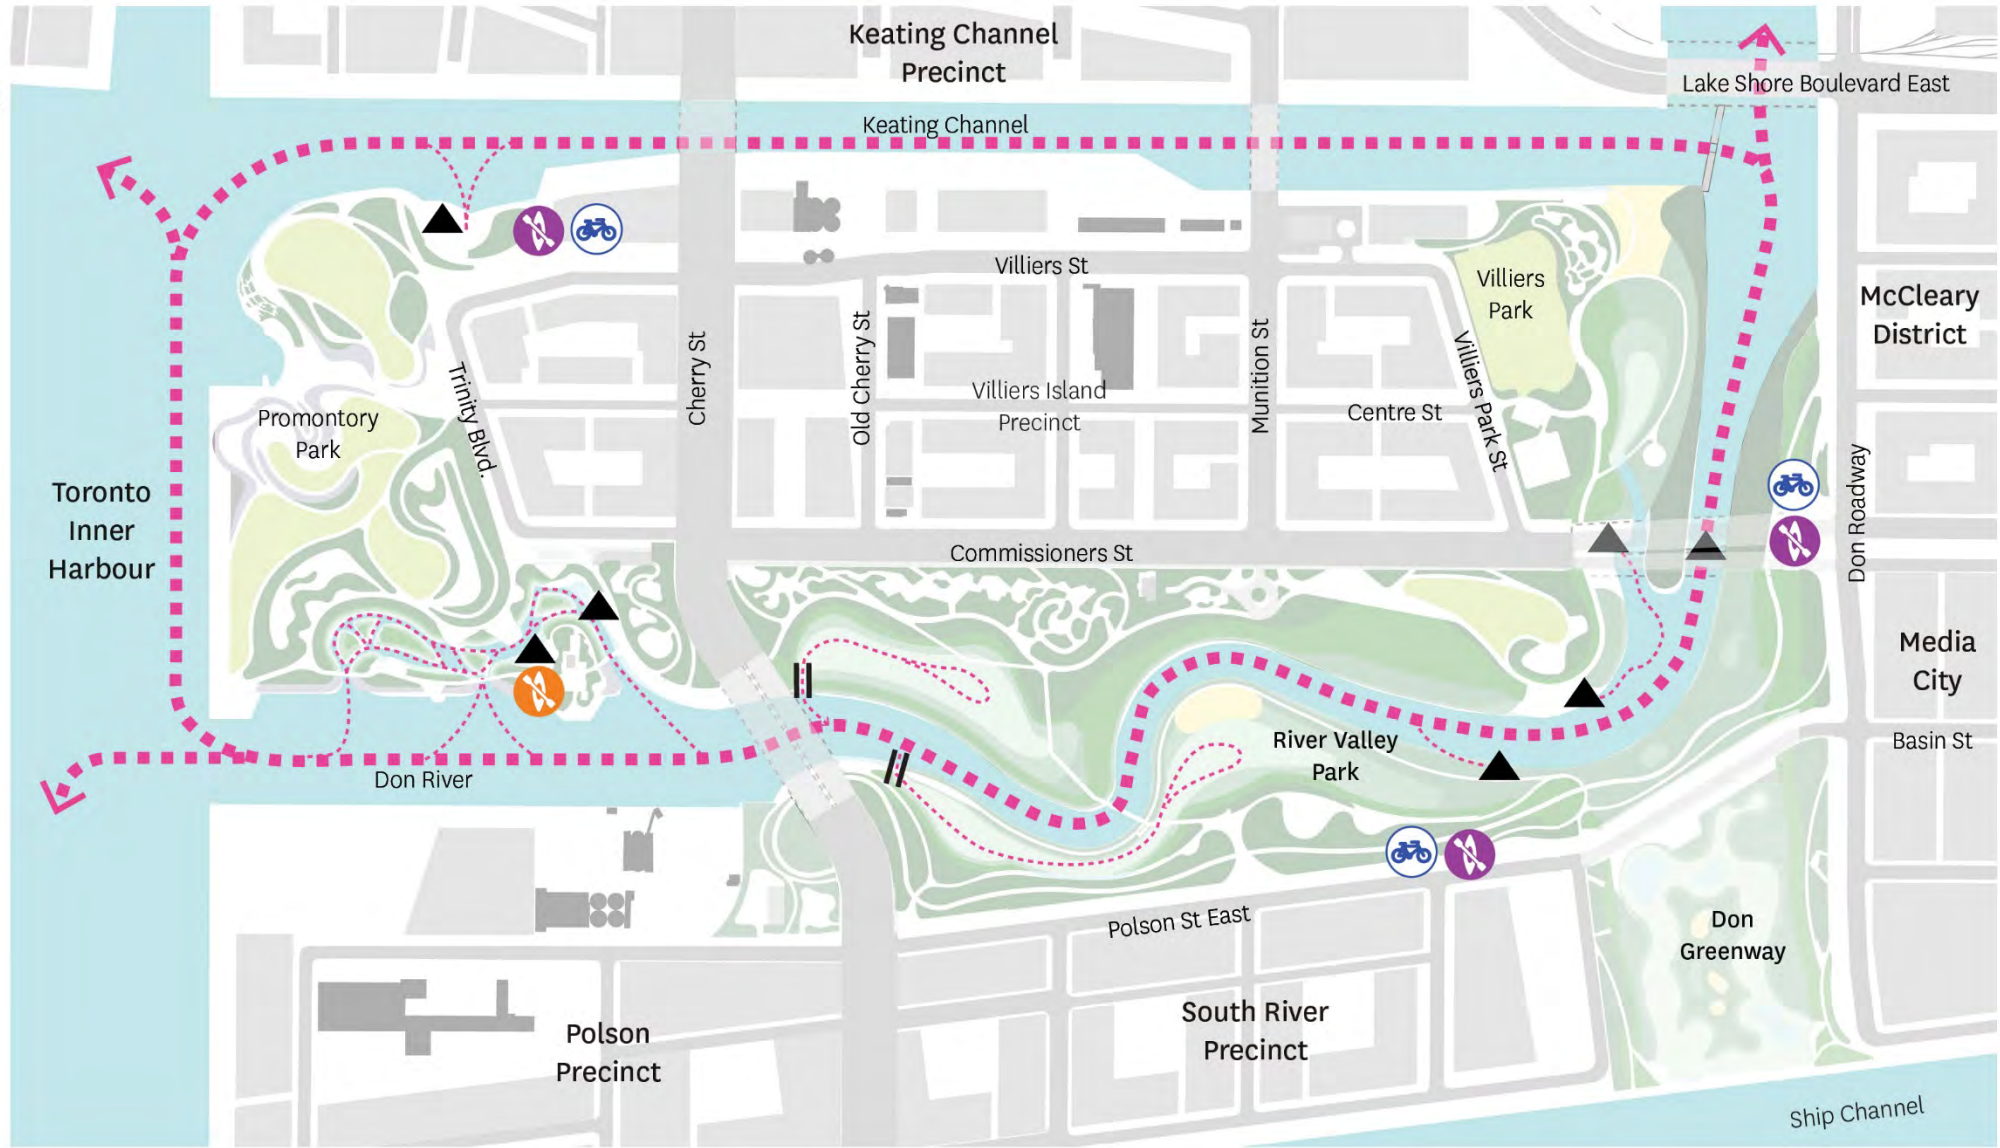 Keating Channel
Precinct
Lake Shore Boulevard East
Keating Channel
Villiers St
Villiers
Park
McCleary
District
Cherry St
Old Cherry St
Munition St
Villiers Park St
Trinity Blvd.
Villiers Island
Precinct
Centre St
Promontory
Park
Toronto
Inner
Harbour
Don Roadway
Commissioners St
Media
City
River Valley
Park
Basin St
Don River
Polson St East
Don
Greenway
South River
Precinct
Polson
Precinct
Ship Channel